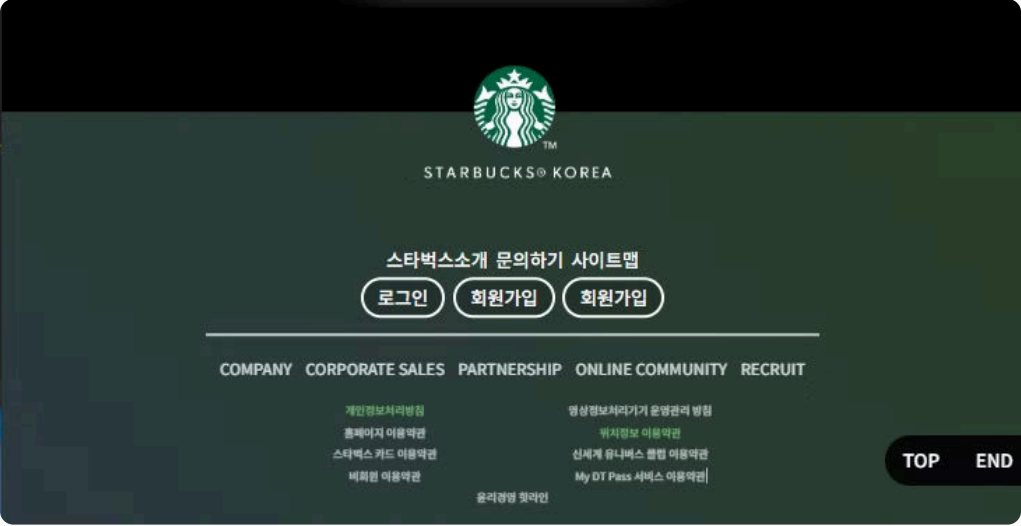 TM
STARBUCKS® KOREA
스타벅스소개 문의하기 사이트맵
로그인 회원가입 회원가입
COMPANY CORPORATE SALES PARTNERSHIP ONLINE COMMUNITY RECRUIT
개인정보처리방침 영상정보처리기기 운영관리 방침
홈페이지 이용약관 위치정보 이용약관
스타벅스 카드 이용약관 신세계 유니버스 클럽 이용약관
비회원 이용약관 My DT Pass 서비스 이용약관
윤리경영 핫라인
TOP END